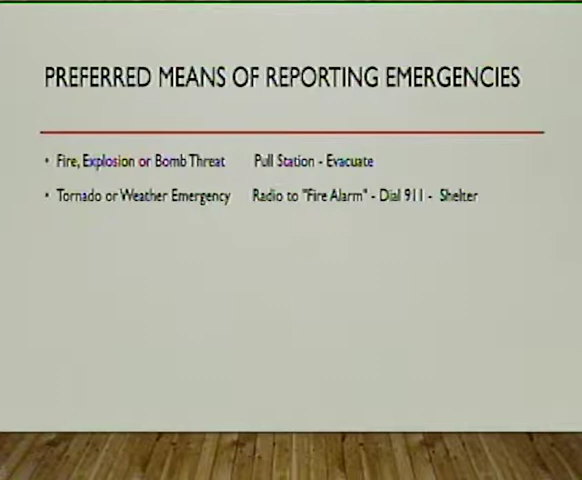 PREFERRED MEANS OF REPORTING EMERGENCIES
• Fire, Explosion or Bomb Threat Pull Station - Evacuate
• Tornado or Weather Emergency Radio to "Fire Alarm" - Dial 911 - Shelter